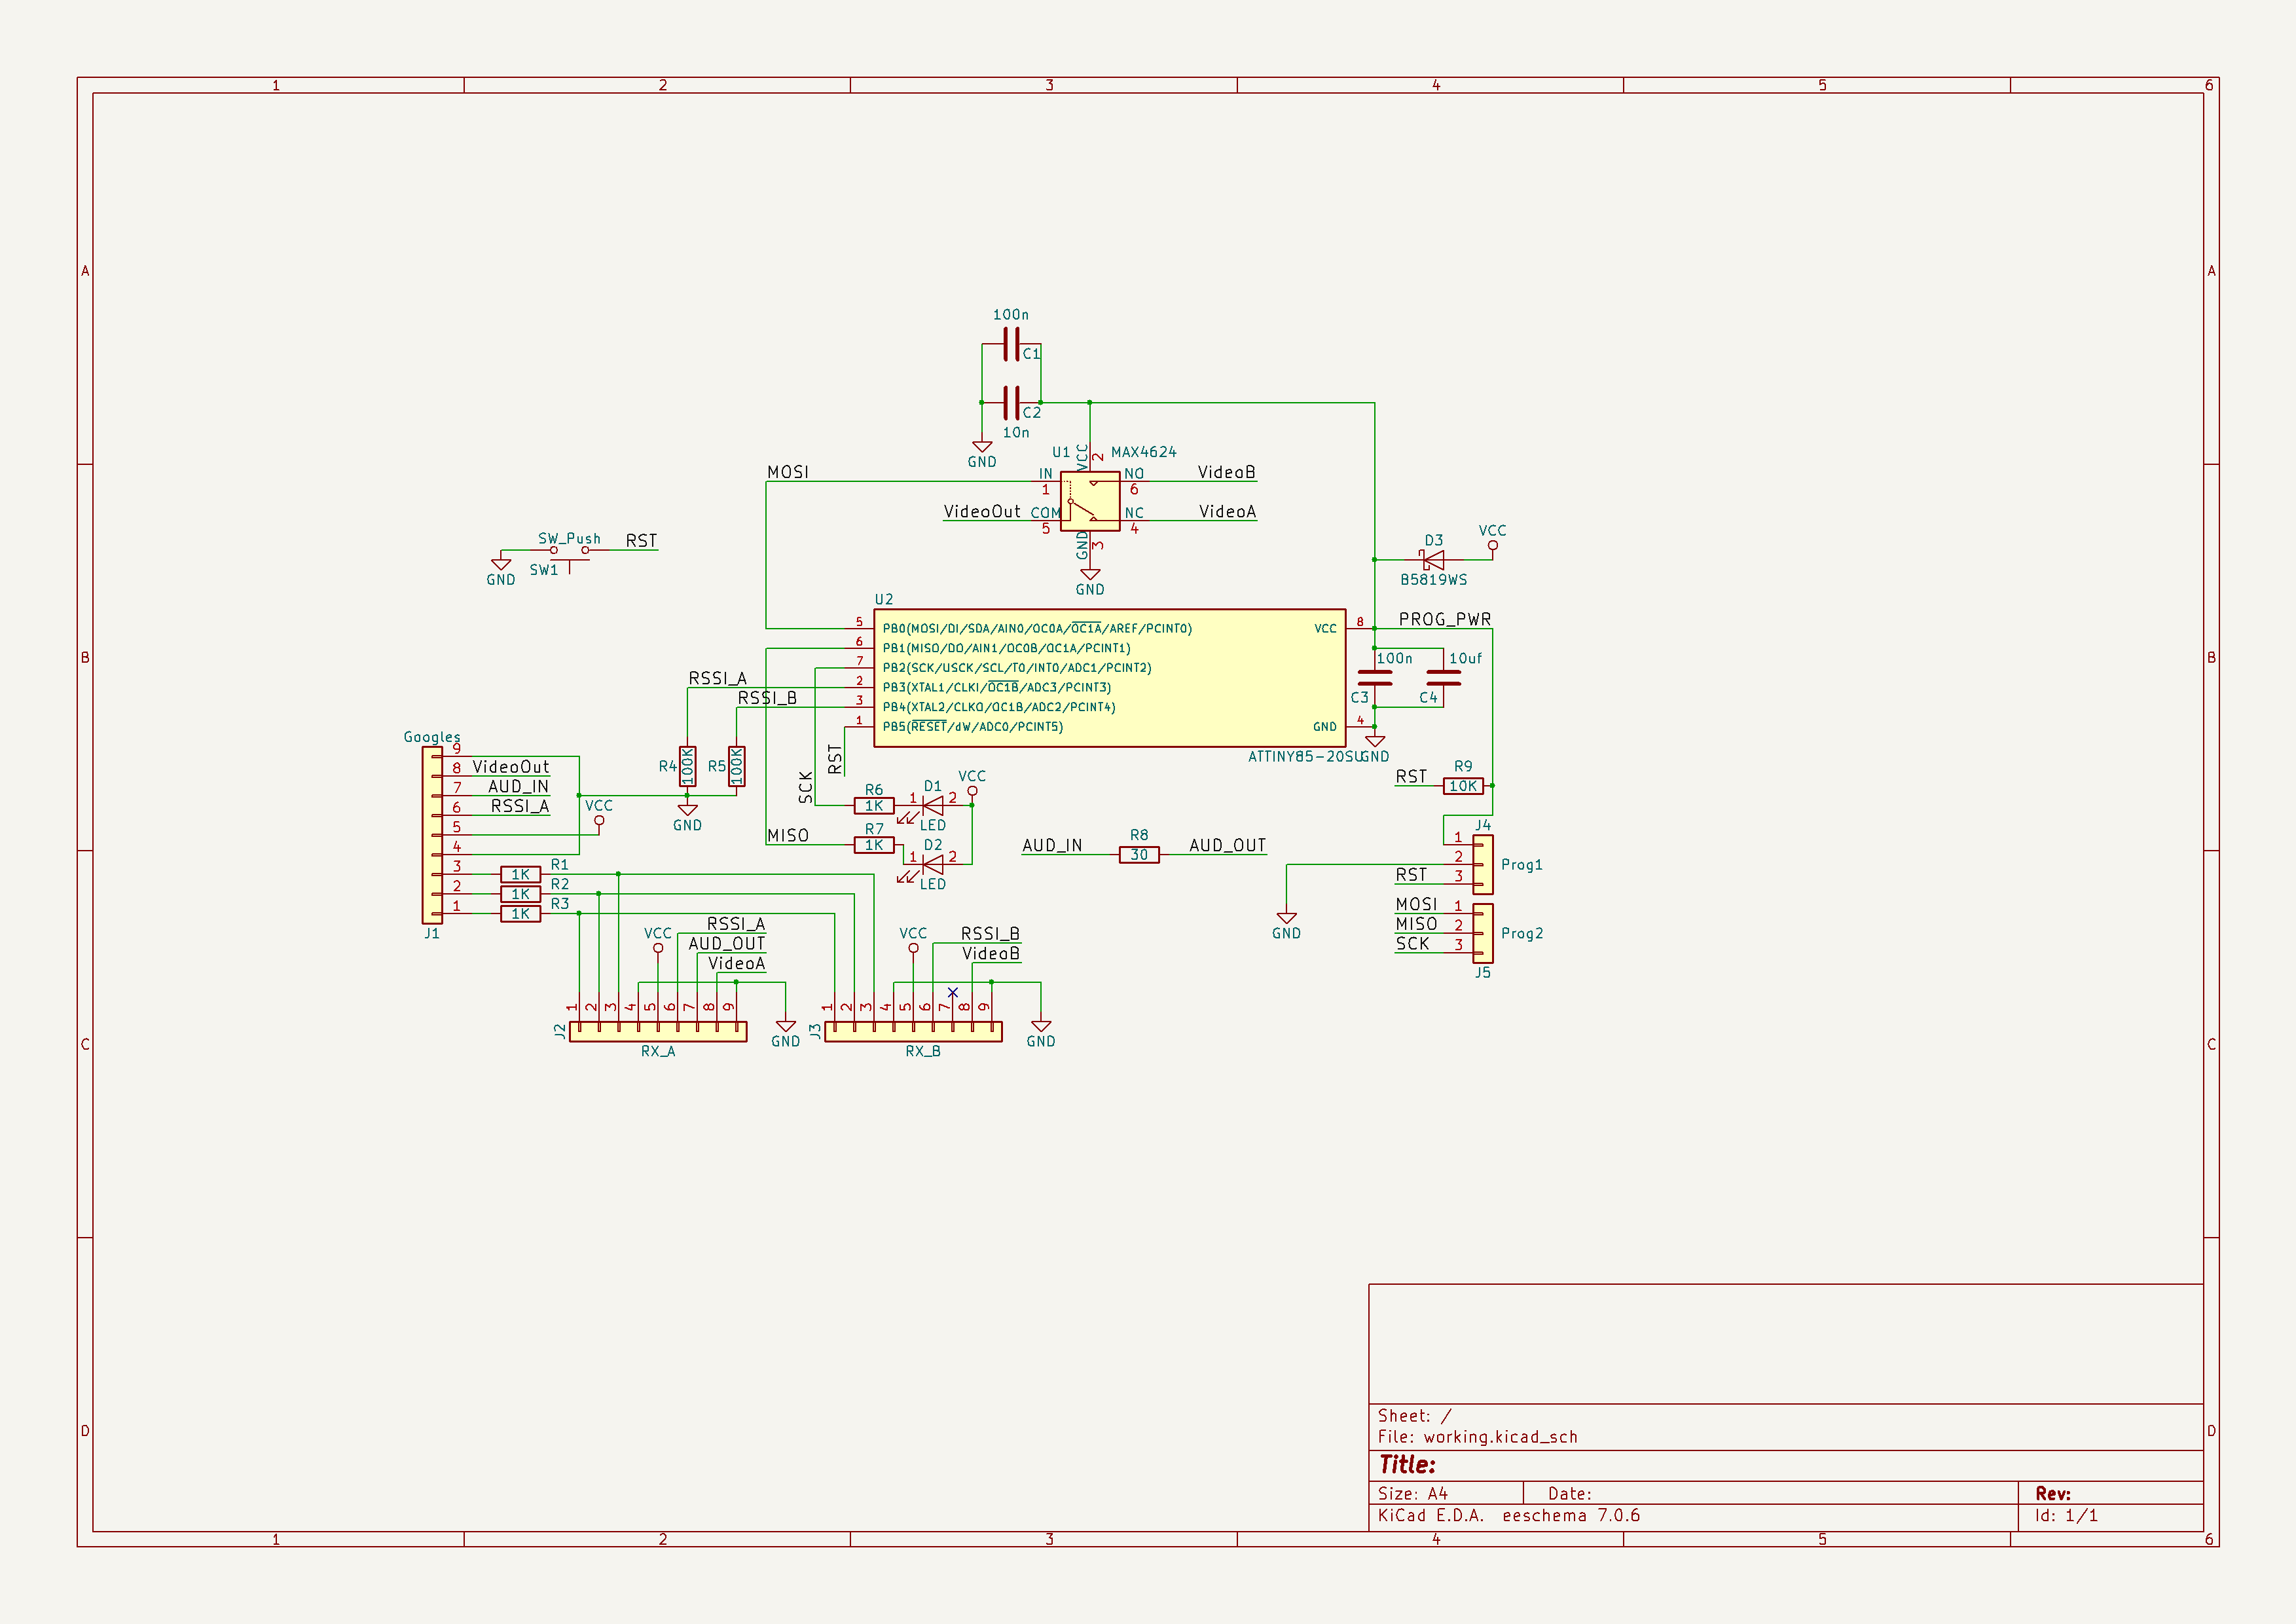 1 2 3 4 5 6
A A
100n
C1
C2
10n
GND
U1 VCC 2 MAX4624
MOSI IN 1 NO 6 VideoB
VideoOut COM 5 NC 4 VideoA
GND 3
GND
SW_Push RST
SW1
GND
VCC
D3
B5819WS
U2
5 PB0(MOSI/DI/SDA/AIN0/OC0A/OC1A/AREF/PCINT0) VCC 8 PROG_PWR
6 PB1(MISO/DO/AIN1/OC0B/OC1A/PCINT1)
7 PB2(SCK/USCK/SCL/T0/INT0/ADC1/PCINT2)
RSSI_A 2 PB3(XTAL1/CLKI/OC1B/ADC3/PCINT3)
RSSI_B 3 PB4(XTAL2/CLKO/OC1B/ADC2/PCINT4)
1 PB5(RESET/dW/ADC0/PCINT5) GND 4
B B
100n 10uf
C3 C4
ATTINY85-20SU GND
RST
SCK
R4 100K R5 100K
GND
Googles
9
8 VideoOut
7 AUD_IN
6 RSSI_A
5 VCC
4
3 R1 1K
2 R2 1K
1 R3 1K
J1
VCC
R6 1K 1 D1 2
LED
MISO R7 1K 1 D2 2
LED
AUD_IN R8 30 AUD_OUT
RST R9 10K
J4
1
2 Prog1
RST 3
GND
MOSI 1
MISO 2 Prog2
SCK 3
J5
VCC RSSI_A
AUD_OUT
VideoA
J2 1 2 3 4 5 6 7 8 9
RX_A GND
VCC RSSI_B
VideoB
J3 1 2 3 4 5 6 7 8 9
RX_B GND
C C
D D
Sheet: /
File: working.kicad_sch
Title:
Size: A4 Date: Rev:
KiCad E.D.A. eeschema 7.0.6 Id: 1/1
1 2 3 4 5 6